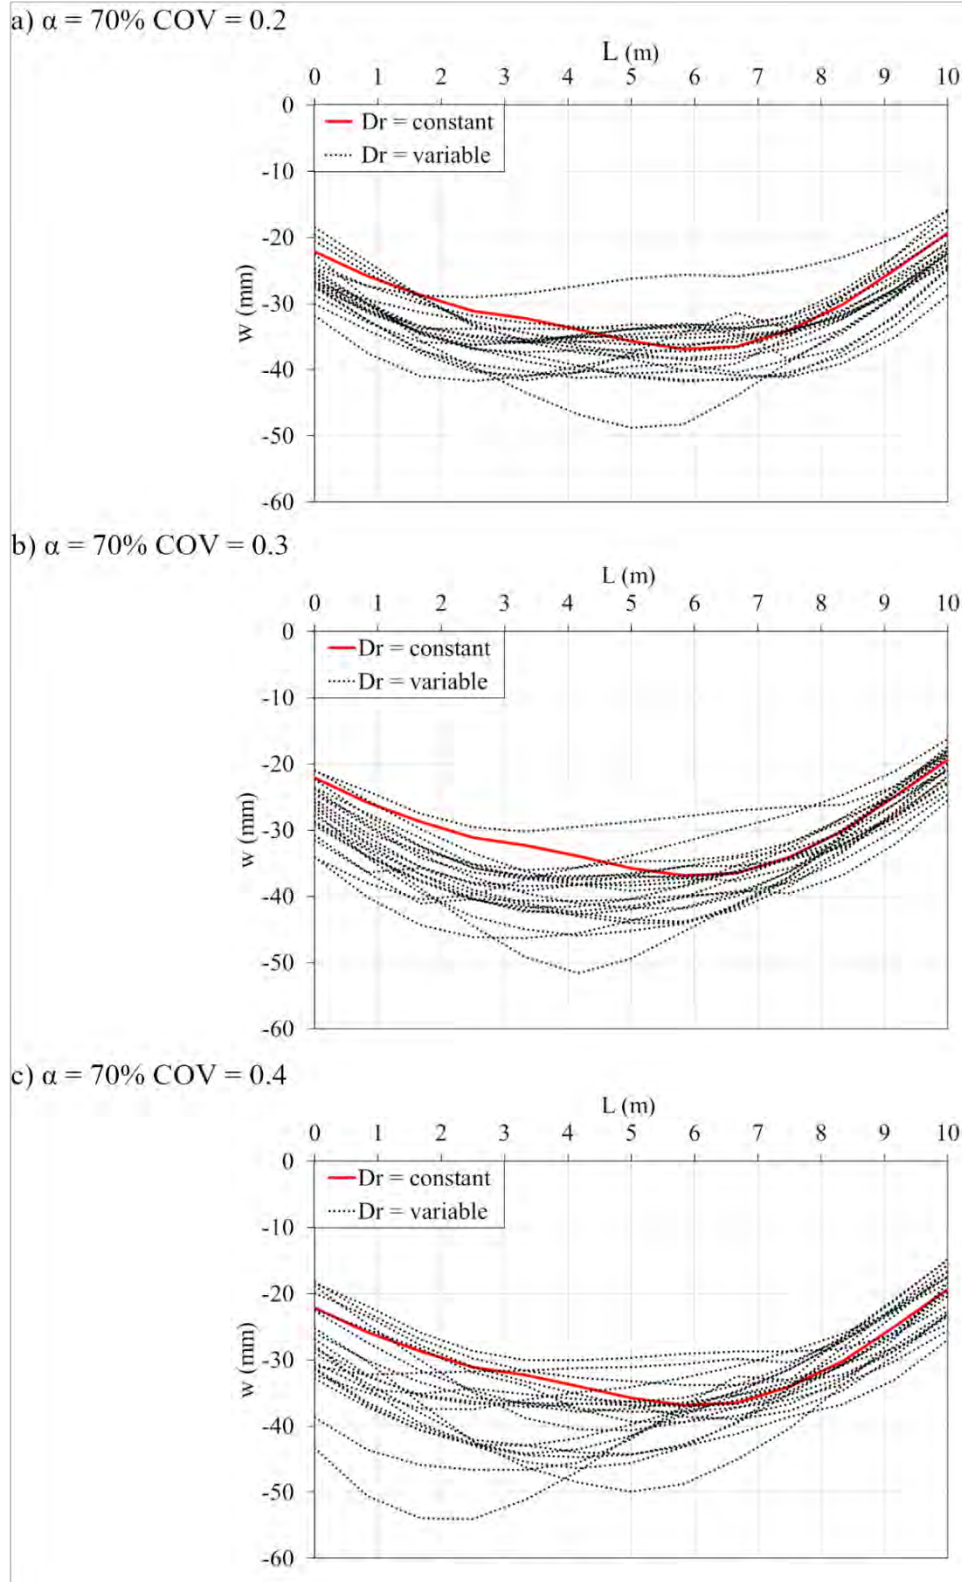 a) α = 70% COV = 0.2
L (m)
0 1 2 3 4 5 6 7 8 9 10
0
Dr = constant
Dr = variable
-10
-20
w (mm)
-30
-40
-50
-60
b) α = 70% COV = 0.3
L (m)
0 1 2 3 4 5 6 7 8 9 10
0
Dr = constant
Dr = variable
-10
-20
w (mm)
-30
-40
-50
-60
c) α = 70% COV = 0.4
L (m)
0 1 2 3 4 5 6 7 8 9 10
0
Dr = constant
Dr = variable
-10
-20
w (mm)
-30
-40
-50
-60